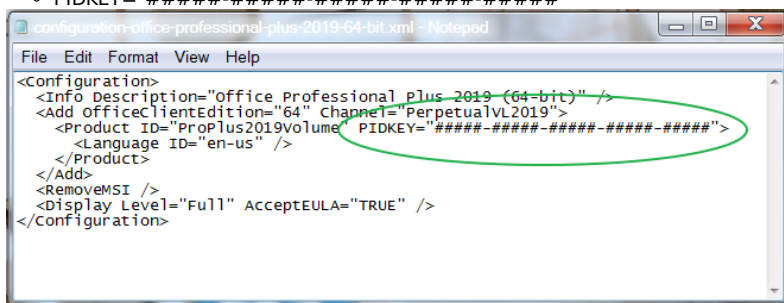 PIDKEY="#####-#####-#####-#####-#####"
configuration-office-professional-plus-2019-64-bit.xml - Notepad
File Edit Format View Help
<Configuration>
<Info Description="Office Professional Plus 2019 (64-bit)" />
<Add OfficeClientEdition="64" Channel="PerpetualVL2019">
<Product ID="ProPlus2019Volume" PIDKEY="#####-#####-#####-#####-#####">
<Language ID="en-us" />
</Product>
</Add>
<RemoveMSI />
<Display Level="Full" AcceptEULA="TRUE" />
</Configuration>